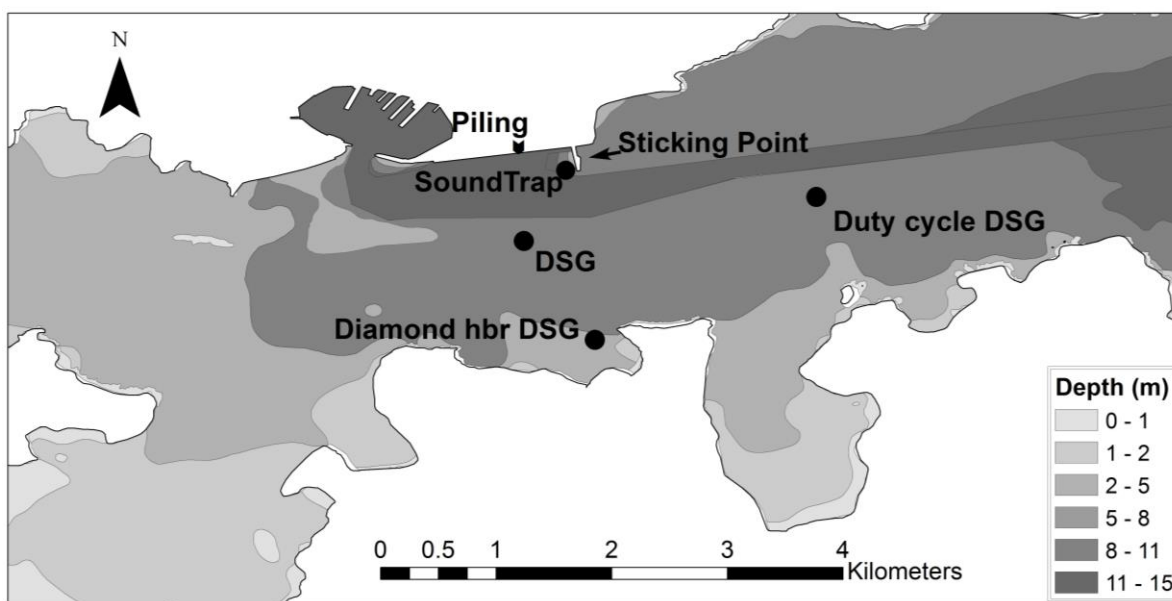 N
Piling
Sticking Point
SoundTrap
Duty cycle DSG
DSG
Diamond hbr DSG
Depth (m)
0 - 1
1 - 2
2 - 5
5 - 8
8 - 11
11 - 15
0 0.5 1 2 3 4
Kilometers